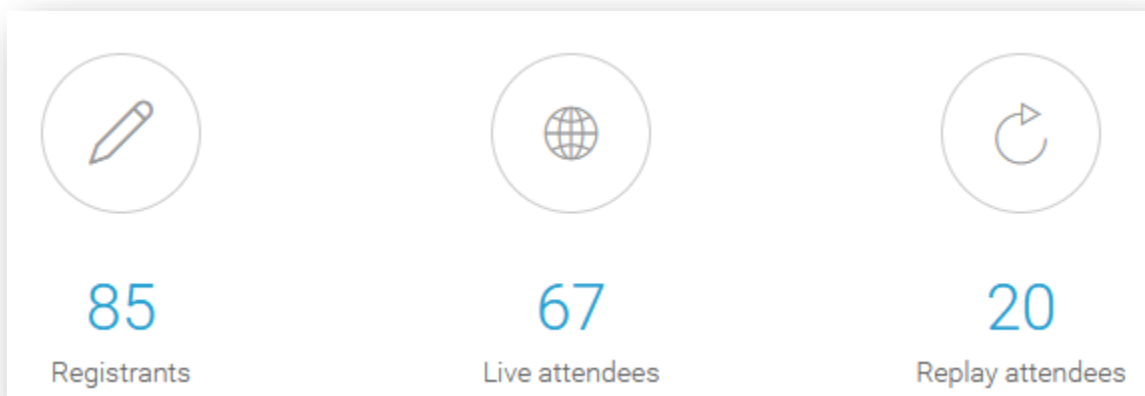 85
Registrants
67
Live attendees
20
Replay attendees